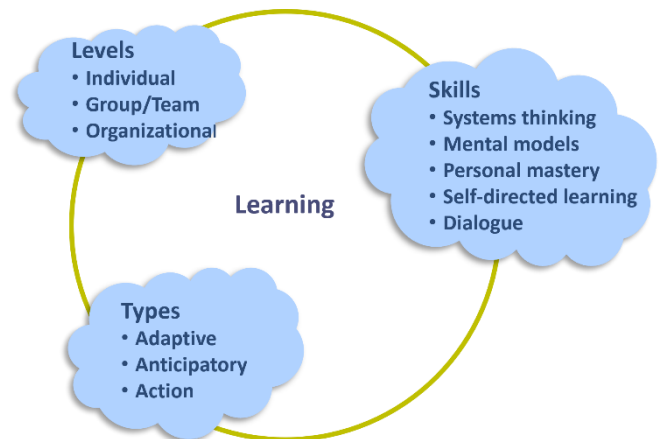 Levels
• Individual
• Group/Team
• Organizational
Skills
• Systems thinking
• Mental models
• Personal mastery
• Self-directed learning
• Dialogue
Learning
Types
• Adaptive
• Anticipatory
• Action